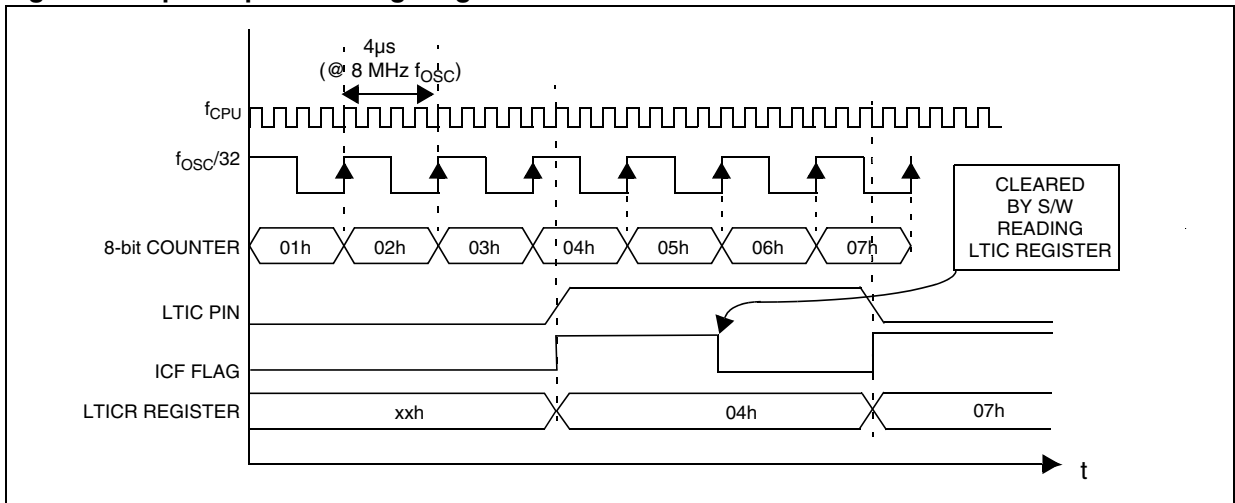 4µs
(@ 8 MHz fOSC)
fCPU
fOSC/32
CLEARED
BY S/W
READING
LTIC REGISTER
8-bit COUNTER 01h 02h 03h 04h 05h 06h 07h
LTIC PIN
ICF FLAG
LTICR REGISTER xxh 04h 07h
t